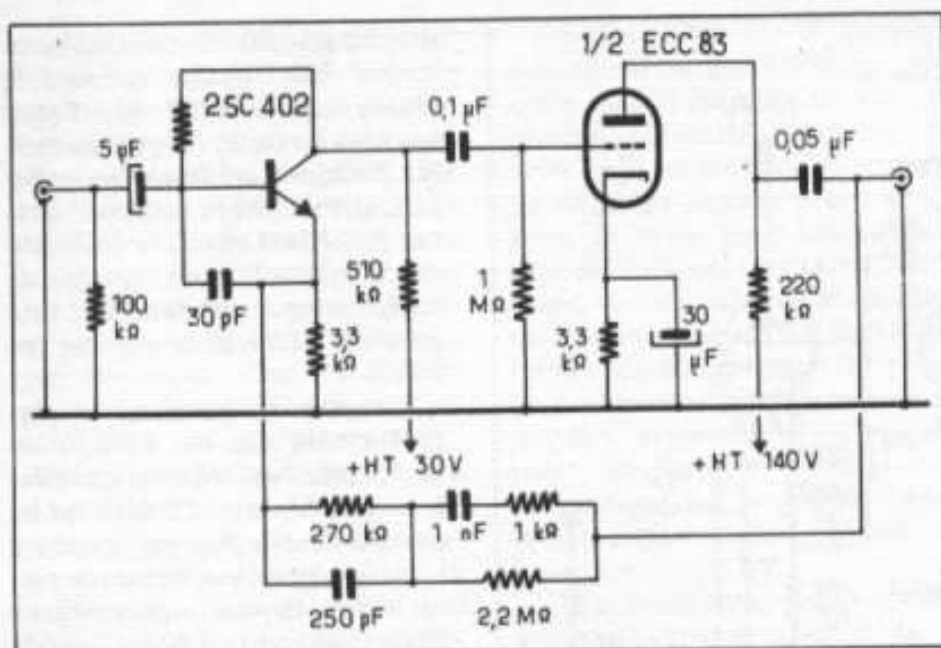 1/2 ECC 83
2SC 402
0,1 µF
0,05 µF
5 µF
100
kΩ
30 pF
3,3
kΩ
510
kΩ
1
MΩ
3,3
kΩ
30
µF
220
kΩ
+HT 30V
+HT 140V
270 kΩ
1 nF
1 kΩ
250 pF
2,2 MΩ